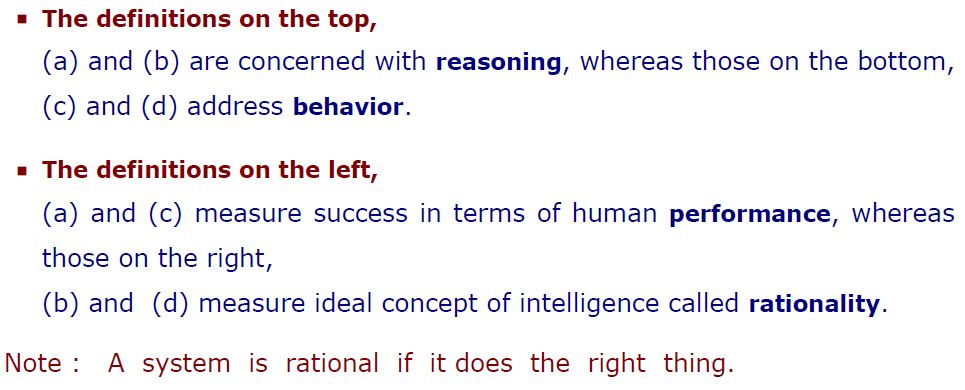 ▪ The definitions on the top,
(a) and (b) are concerned with reasoning, whereas those on the bottom,
(c) and (d) address behavior.
▪ The definitions on the left,
(a) and (c) measure success in terms of human performance, whereas
those on the right,
(b) and (d) measure ideal concept of intelligence called rationality.
Note : A system is rational if it does the right thing.